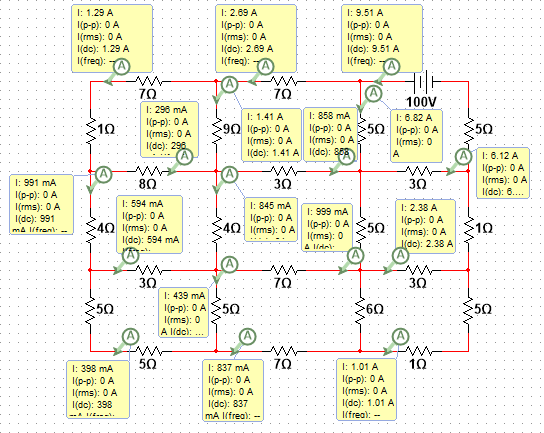 I: 1.29 A
I(p-p): 0 A
I(rms): 0 A
I(dc): 1.29 A
I(freq): --
A
I: 2.69 A
I(p-p): 0 A
I(rms): 0 A
I(dc): 2.69 A
I(freq): --
A
I: 9.51 A
I(p-p): 0 A
I(rms): 0 A
I(dc): 9.51 A
I(freq): --
A
7Ω
7Ω
100V
A
A
I: 296 mA
I(p-p): 0 A
I(rms): 0 A
I(dc): 296
I: 1.41 A
I(p-p): 0 A
I(rms): 0 A
I(dc): 1.41 A
I: 858 mA
I(p-p): 0 A
I(rms): 0 A
I(dc): 858
I: 6.82 A
I(p-p): 0 A
I(rms): 0
A
1Ω
9Ω
5Ω
5Ω
A
A
A
I: 6.12 A
I(p-p): 0 A
I(rms): 0 A
I(dc):
6....
8Ω
3Ω
3Ω
A
A
I: 991 mA
I(p-p): 0 A
I(rms): 0 A
I(dc): 991
mA I(freq): --
I: 594 mA
I(p-p): 0 A
I(rms): 0 A
I(dc): 594 mA
I: 845 mA
I(p-p): 0 A
I(rms): 0 A
I: 999 mA
I(p-p): 0 A
I(rms): 0
A I(dc):
I: 2.38 A
I(p-p): 0 A
I(rms): 0 A
I(dc): 2.38 A
4Ω
4Ω
5Ω
1Ω
A
A
A
A
3Ω
7Ω
3Ω
I: 439 mA
I(p-p): 0 A
I(rms): 0
A I(dc): ...
5Ω
5Ω
6Ω
5Ω
A
A
A
5Ω
7Ω
1Ω
I: 398 mA
I(p-p): 0 A
I(rms): 0 A
I(dc): 398
mA I(freq): --
I: 837 mA
I(p-p): 0 A
I(rms): 0 A
I(dc): 837
mA I(freq): --
I: 1.01 A
I(p-p): 0 A
I(rms): 0 A
I(dc): 1.01 A
I(freq): --